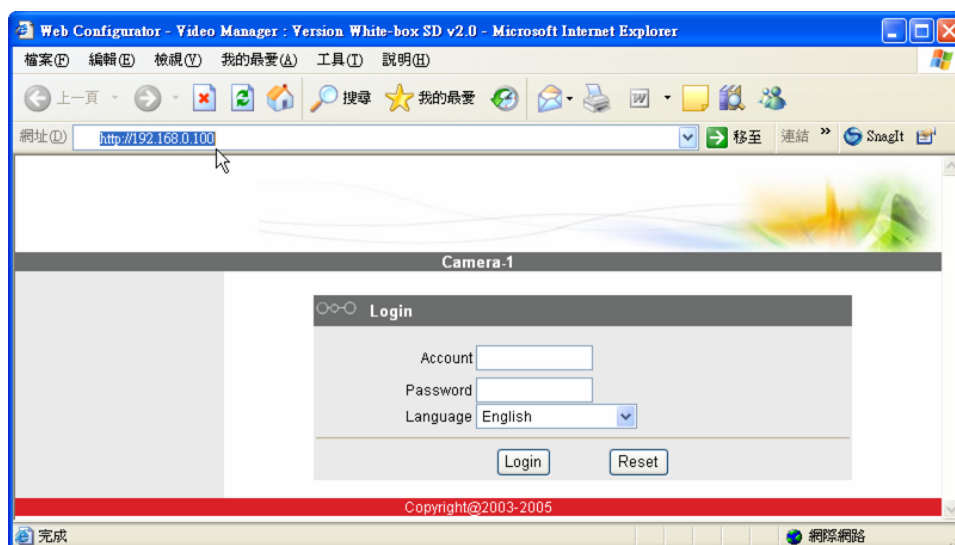 Web Configurator - Video Manager : Version White-box SD v2.0 - Microsoft Internet Explorer
檔案(F) 編輯(E) 檢視(V) 我的最愛(A) 工具(T) 說明(H)
上一頁 搜尋 我的最愛
網址(D) http://192.168.0.100 移至 連結 » SnagIt
Camera-1
Login
Account
Password
Language English
Login Reset
Copyright@2003-2005
完成 網際網路